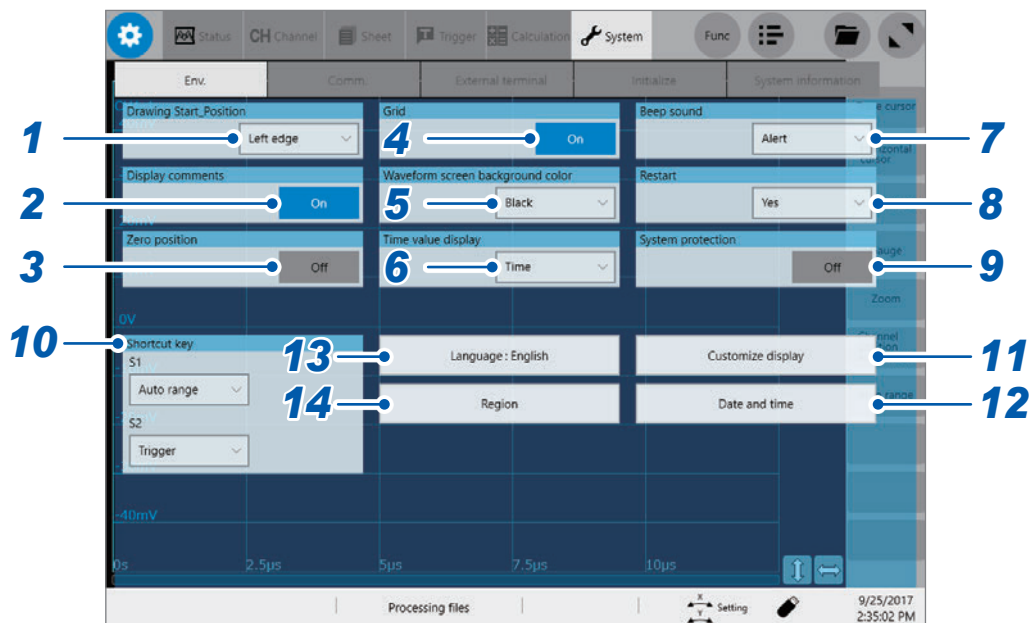 Status CH Channel Sheet Trigger Calculation System Func
Env. Comm. External terminal Initialize System Information
Drawing Start_Position Grid Beep sound
1 Left edge 4 On Alert 7
Display comments Waveform screen background color Restart
2 On 5 Black Yes 8
Zero position Time value display System protection
3 Off 6 Time Off 9
Zoom
0V
10 Shortcut key
S1 13 Language : English Customize display 11
Auto range
14 Region Date and time 12
S2
Trigger
-40mV
0s 2.5µs 5µs 7.5µs 10µs
Processing files X Y Setting 9/25/2017
2:35:02 PM